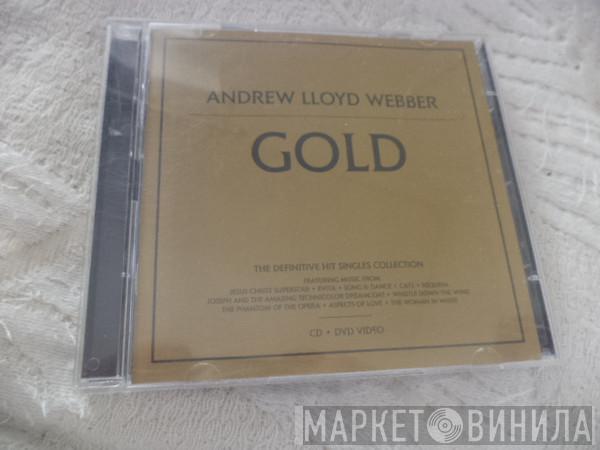 ANDREW LLOYD WEBBER
GOLD
THE DEFINITIVE HIT SINGLES COLLECTION
FEATURING MUSIC FROM:
JESUS CHRIST SUPERSTAR • EVITA • SONG & DANCE • CATS • REQUIEM
JOSEPH AND THE AMAZING TECHNICOLOR DREAMCOAT • WHISTLE DOWN THE WIND
THE PHANTOM OF THE OPERA • ASPECTS OF LOVE • THE WOMAN IN WHITE
CD • DVD VIDEO
МАРКЕТ ВИНИЛА